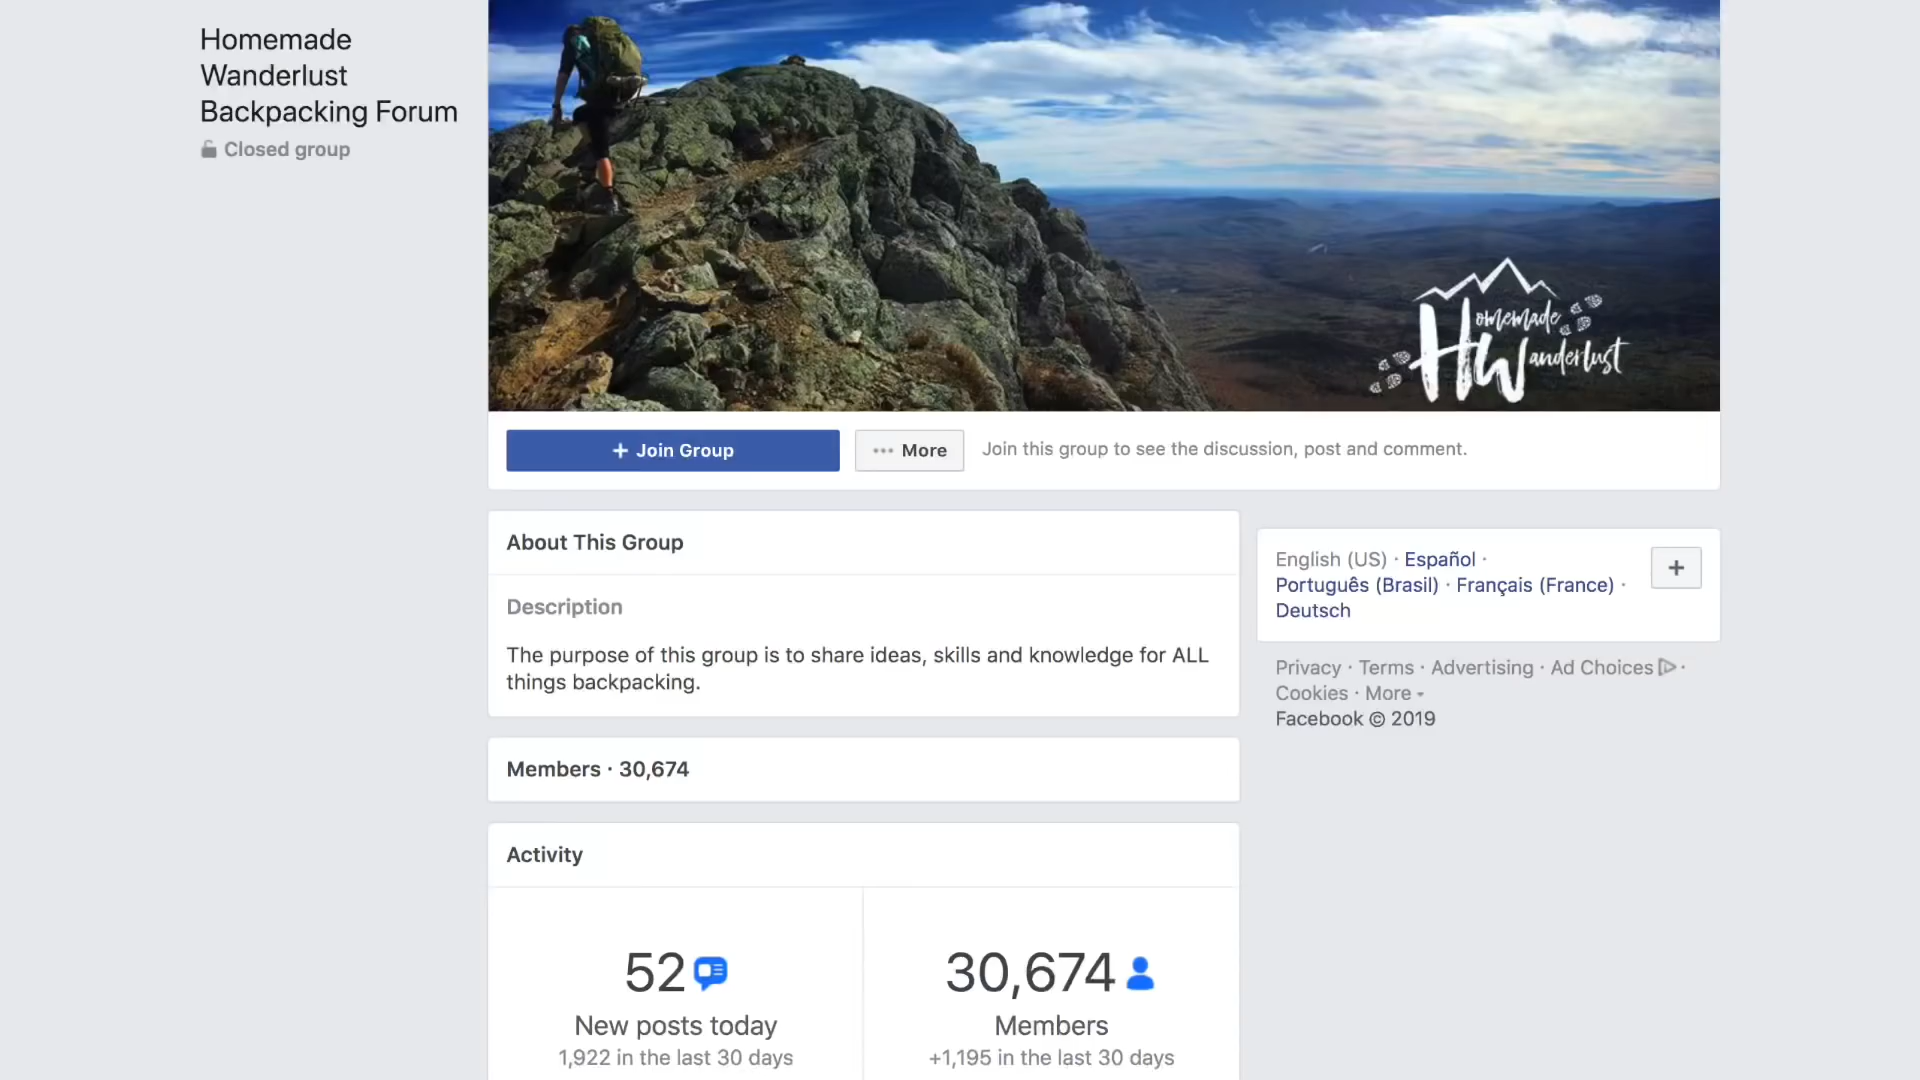 Homemade
Wanderlust
Backpacking Forum
Closed group
Homemade
Wanderlust
HW
+ Join Group
••• More
Join this group to see the discussion, post and comment.
About This Group
Description
The purpose of this group is to share ideas, skills and knowledge for ALL
things backpacking.
Members · 30,674
Activity
52
New posts today
1,922 in the last 30 days
30,674
Members
+1,195 in the last 30 days
English (US) · Español ·
Português (Brasil) · Français (France) ·
Deutsch
+
Privacy · Terms · Advertising · Ad Choices ·
Cookies · More
Facebook © 2019